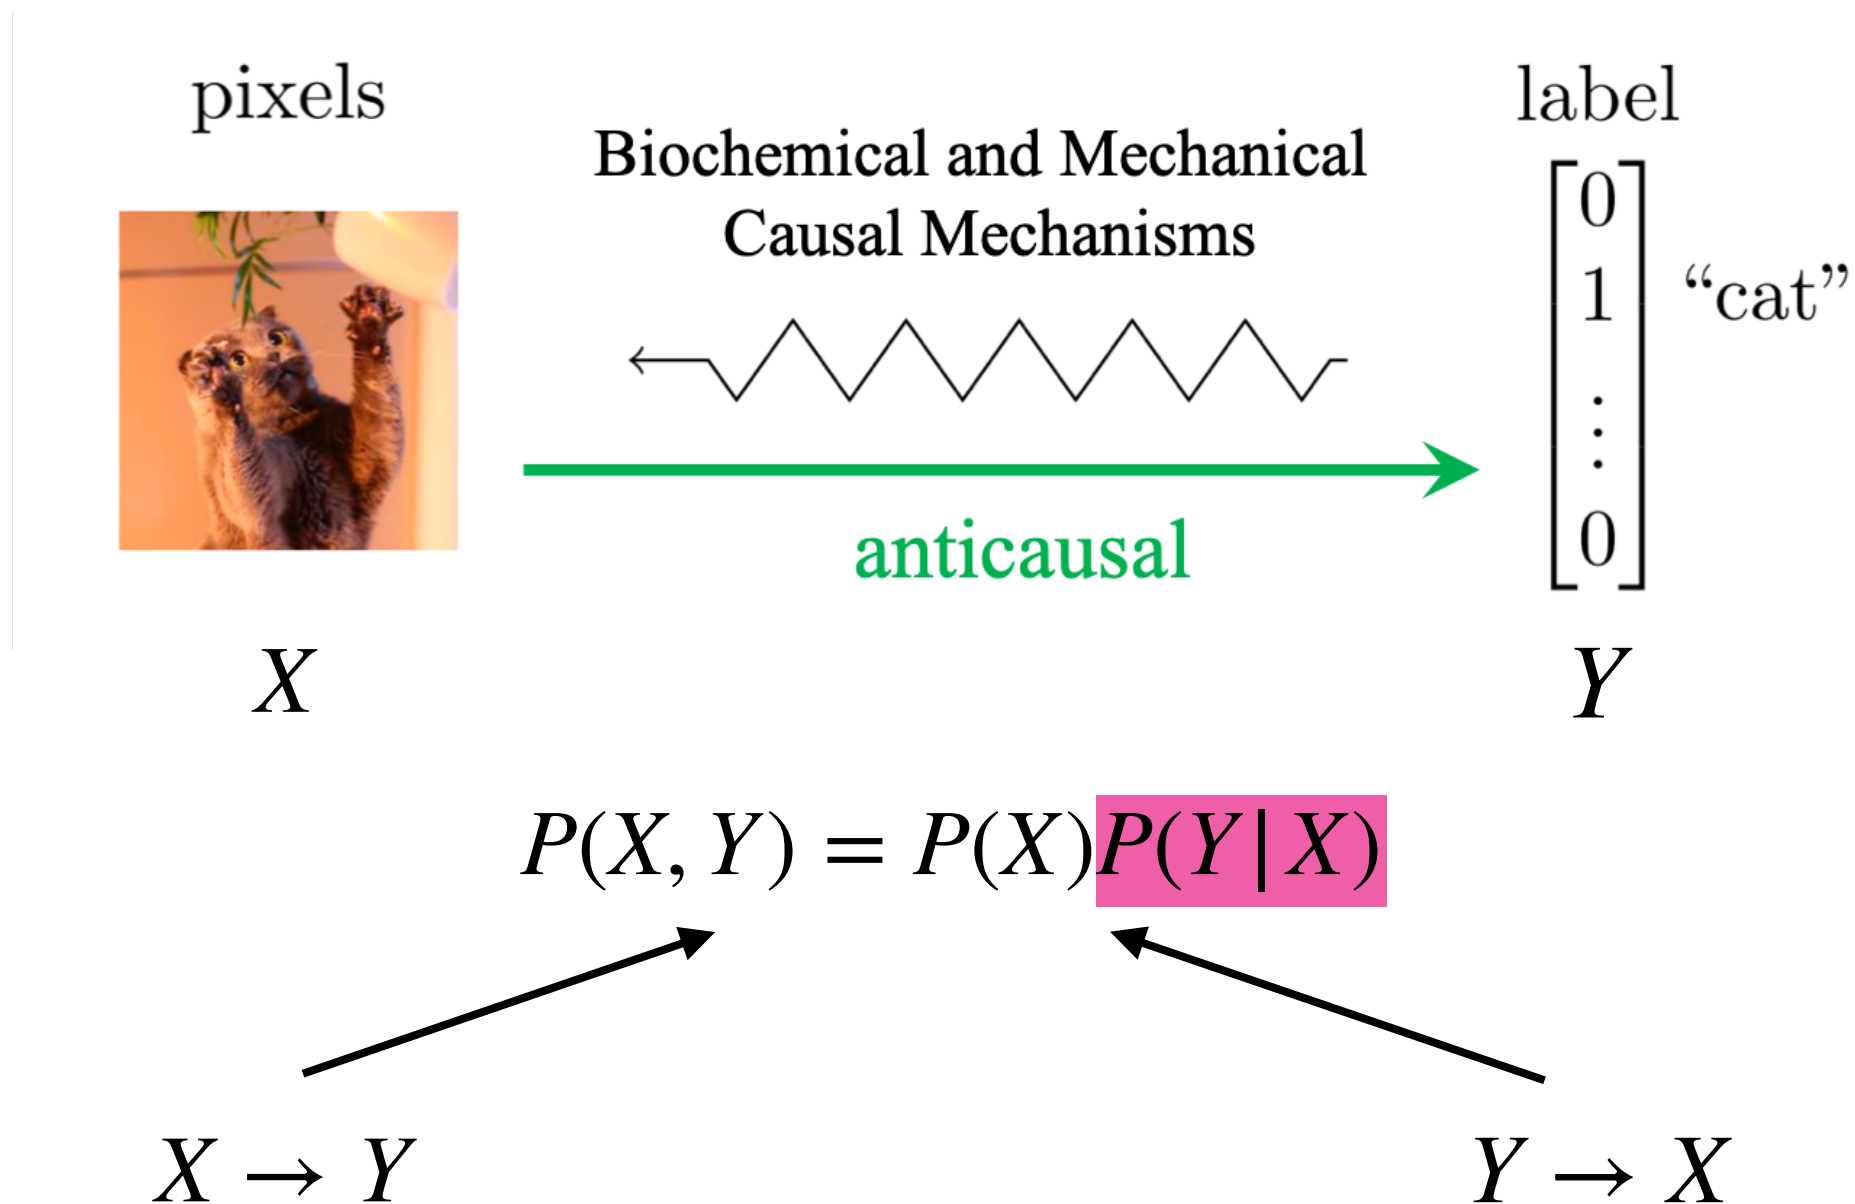 pixels
label
Biochemical and Mechanical
Causal Mechanisms
0
1
⋮
0
“cat”
anticausal
X
Y
P(X, Y) = P(X)P(Y | X)
X → Y
Y → X